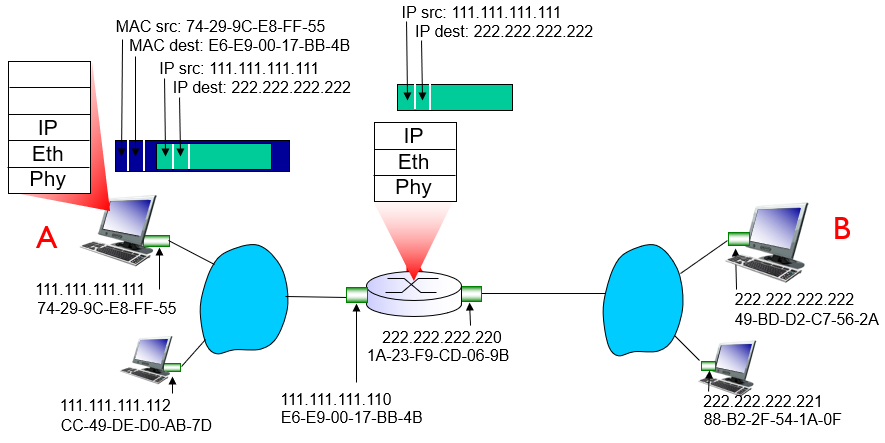 MAC src: 74-29-9C-E8-FF-55
MAC dest: E6-E9-00-17-BB-4B
IP src: 111.111.111.111
IP dest: 222.222.222.222
IP src: 111.111.111.111
IP dest: 222.222.222.222
IP
Eth
Phy
IP
Eth
Phy
A
B
111.111.111.111
74-29-9C-E8-FF-55
222.222.222.222
49-BD-D2-C7-56-2A
222.222.222.220
1A-23-F9-CD-06-9B
111.111.111.112
CC-49-DE-D0-AB-7D
111.111.111.110
E6-E9-00-17-BB-4B
222.222.222.221
88-B2-2F-54-1A-0F